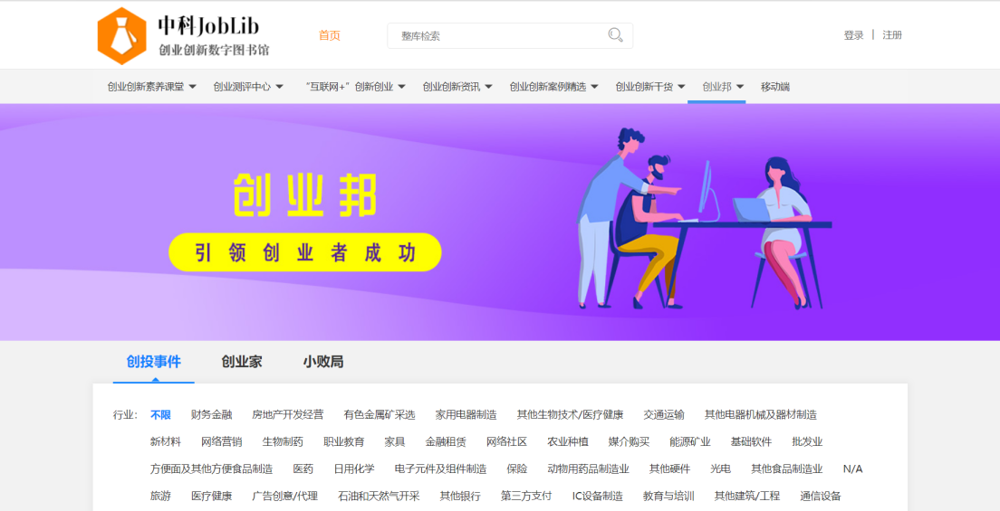 中科JobLib
创业创新数字图书馆
首页
整库检索
登录 | 注册
创业创新素养课堂 创业测评中心 “互联网+”创新创业 创业创新资讯 创业创新案例精选 创业创新干货 创业邦 移动端
创业邦
引领创业者成功
创投事件 创业家 小败局
行业: 不限 财务金融 房地产开发经营 有色金属矿采选 家用电器制造 其他生物技术/医疗健康 交通运输 其他电器机械及器材制造
新材料 网络营销 生物制药 职业教育 家具 金融租赁 网络社区 农业种植 媒介购买 能源矿业 基础软件 批发业
方便面及其他方便食品制造 医药 日用化学 电子元件及组件制造 保险 动物用药品制造业 其他硬件 光电 其他食品制造业 N/A
旅游 医疗健康 广告创意/代理 石油和天然气开采 其他银行 第三方支付 IC设备制造 教育与培训 其他建筑/工程 通信设备